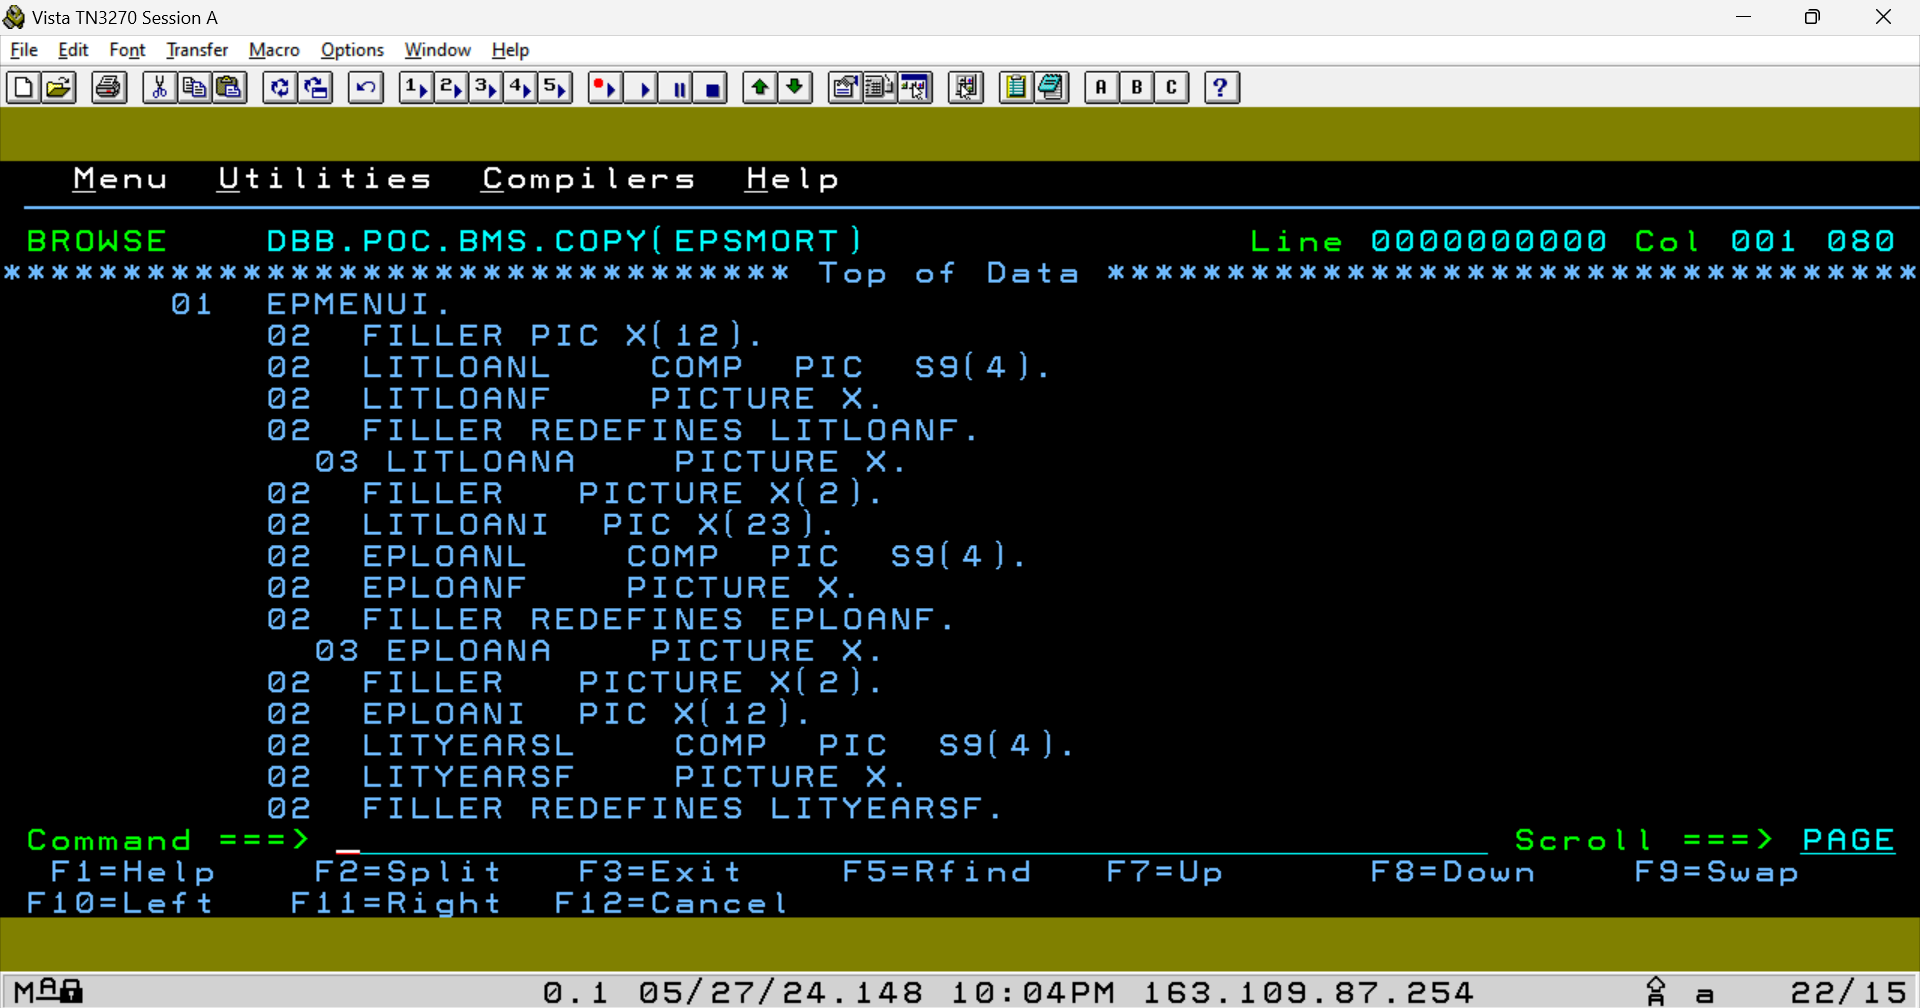 Vista TN3270 Session A
File Edit Font Transfer Macro Options Window Help
1 2 3 4 5 A B C ?
Menu Utilities Compilers Help
BROWSE DBB.POC.BMS.COPY(EPSMORT) Line 0000000000 Col 001 080
********************************* Top of Data **********************************
01 EPMENUI.
02 FILLER PIC X(12).
02 LITLOANL COMP PIC S9(4).
02 LITLOANF PICTURE X.
02 FILLER REDEFINES LITLOANF.
03 LITLOANA PICTURE X.
02 FILLER PICTURE X(2).
02 LITLOANI PIC X(23).
02 EPLOANL COMP PIC S9(4).
02 EPLOANF PICTURE X.
02 FILLER REDEFINES EPLOANF.
03 EPLOANA PICTURE X.
02 FILLER PICTURE X(2).
02 EPLOANI PIC X(12).
02 LITYEARSL COMP PIC S9(4).
02 LITYEARSF PICTURE X.
02 FILLER REDEFINES LITYEARSF.
Command ===> _ Scroll ===> PAGE
F1=Help F2=Split F3=Exit F5=Rfind F7=Up F8=Down F9=Swap
F10=Left F11=Right F12=Cancel
MA 0.1 05/27/24.148 10:04PM 163.109.87.254 A a 22/15